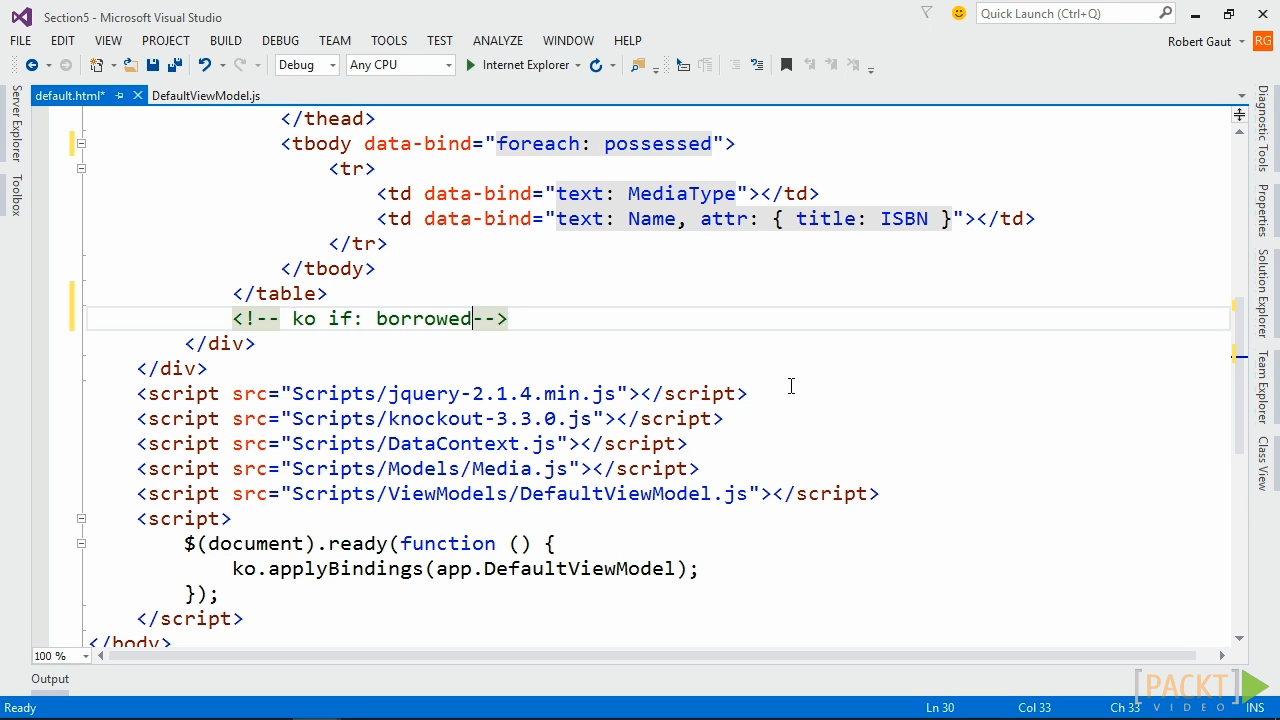 Section5 - Microsoft Visual Studio
Quick Launch (Ctrl+Q)
FILE EDIT VIEW PROJECT BUILD DEBUG TEAM TOOLS TEST ANALYZE WINDOW HELP
Robert Gaut
RG
Debug
Any CPU
Internet Explorer
default.html*
DefaultViewModel.js
Server Explorer
Toolbox
</thead>
<tbody data-bind="foreach: possessed">
<tr>
<td data-bind="text: MediaType"></td>
<td data-bind="text: Name, attr: { title: ISBN }"></td>
</tr>
</tbody>
</table>
<!-- ko if: borrowed-->
</div>
</div>
<script src="Scripts/jquery-2.1.4.min.js"></script>
<script src="Scripts/knockout-3.3.0.js"></script>
<script src="Scripts/DataContext.js"></script>
<script src="Scripts/Models/Media.js"></script>
<script src="Scripts/ViewModels/DefaultViewModel.js"></script>
<script>
$(document).ready(function () {
ko.applyBindings(app.DefaultViewModel);
});
</script>
</body>
Diagnostic Tools
Properties
Solution Explorer
Team Explorer
Class View
100 %
Output
[PACKT]
VIDEO
Ready
Ln 30
Col 33
Ch 33
INS